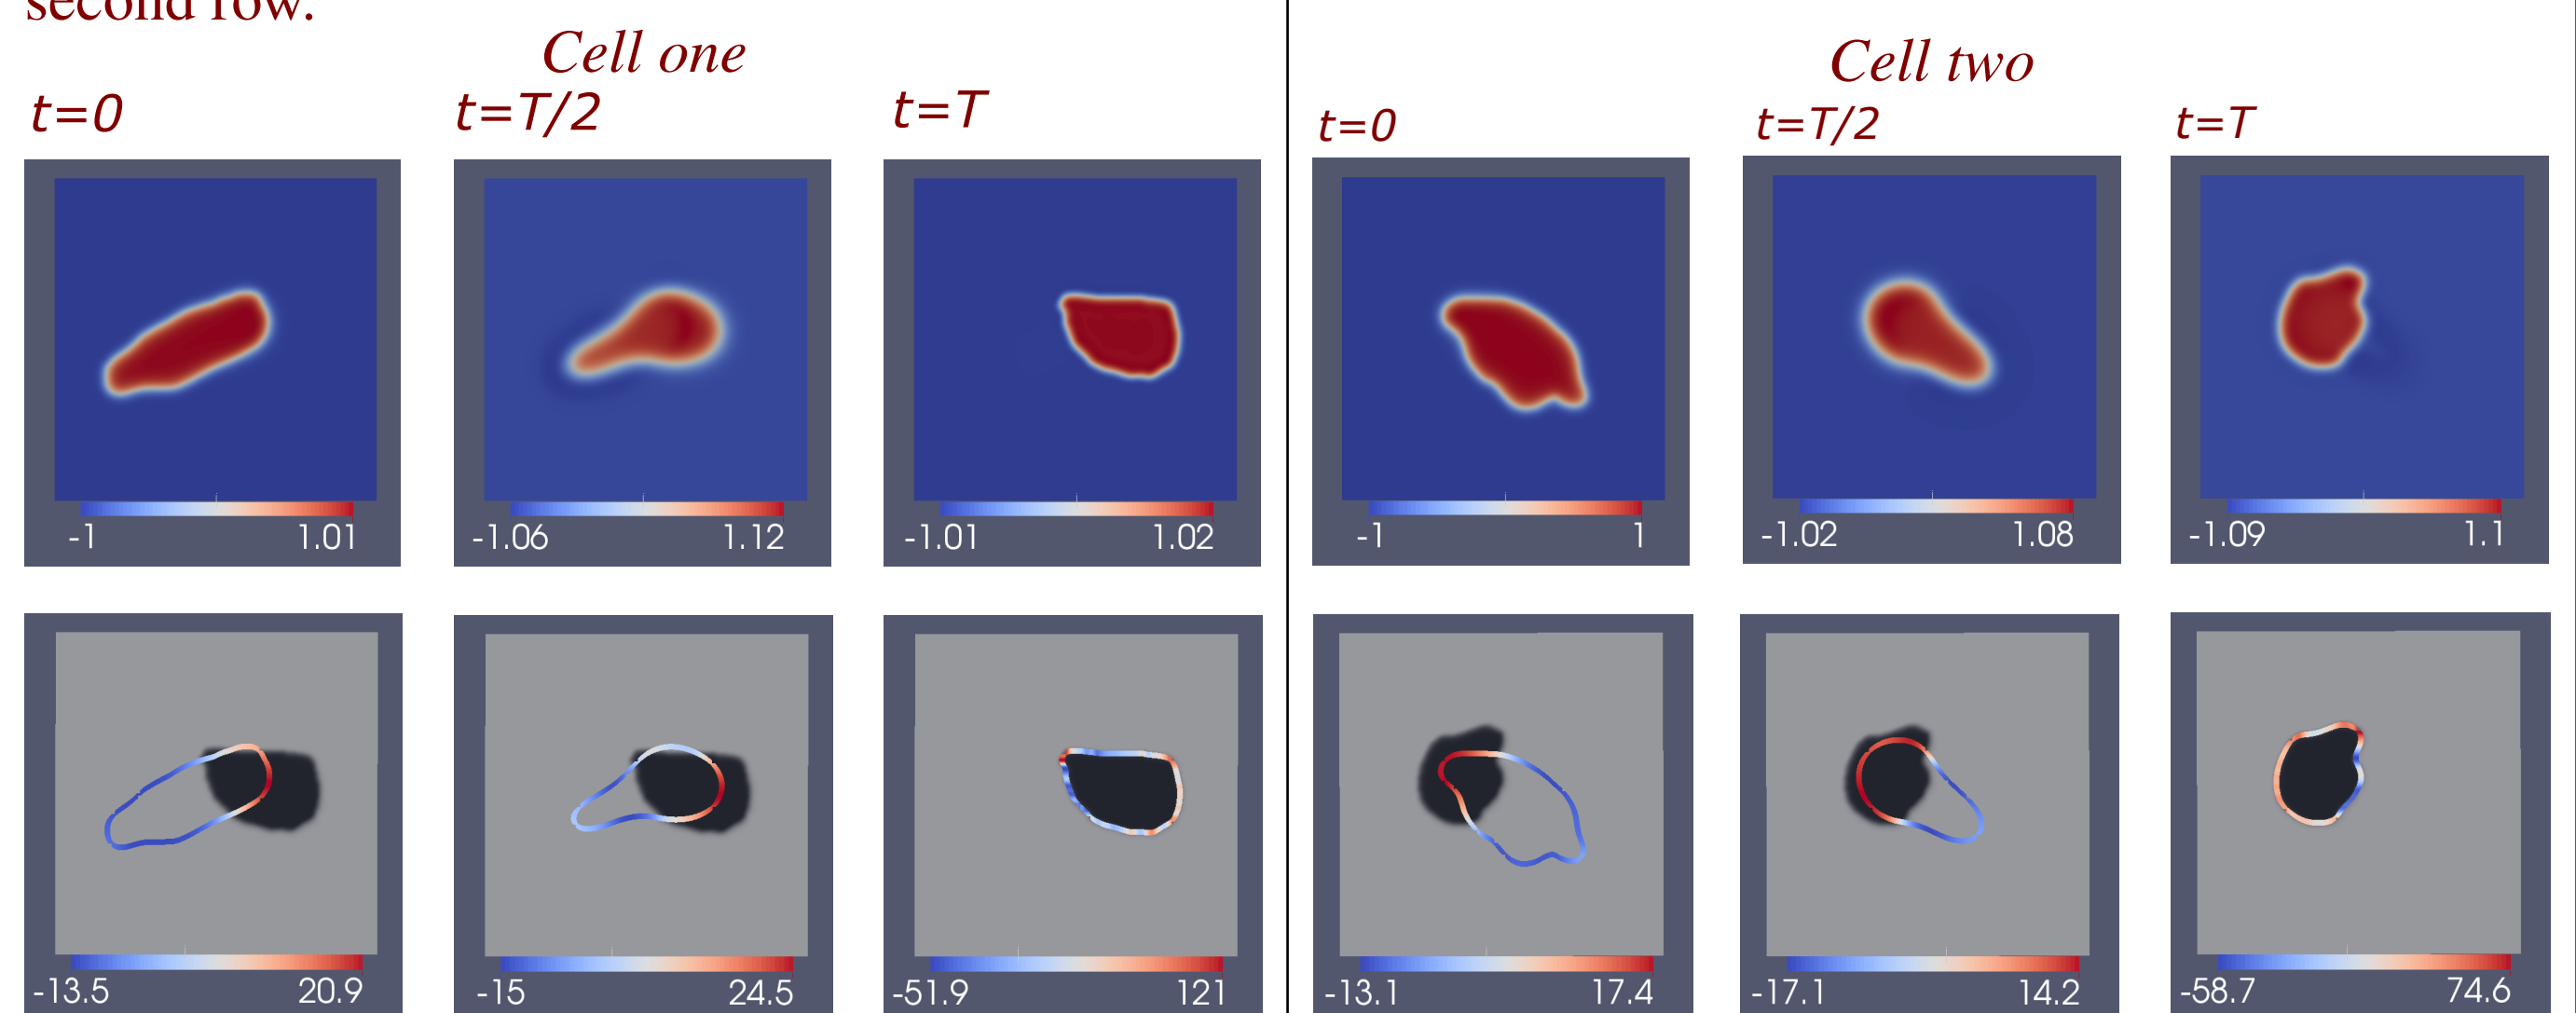 second row.
Cell one
t=0 t=T/2 t=T
-1 1.01 -1.06 1.12 -1.01 1.02
-13.5 20.9 -15 24.5 -51.9 121
Cell two
t=0 t=T/2 t=T
-1 1 -1.02 1.08 -1.09 1.1
-13.1 17.4 -17.1 14.2 -58.7 74.6